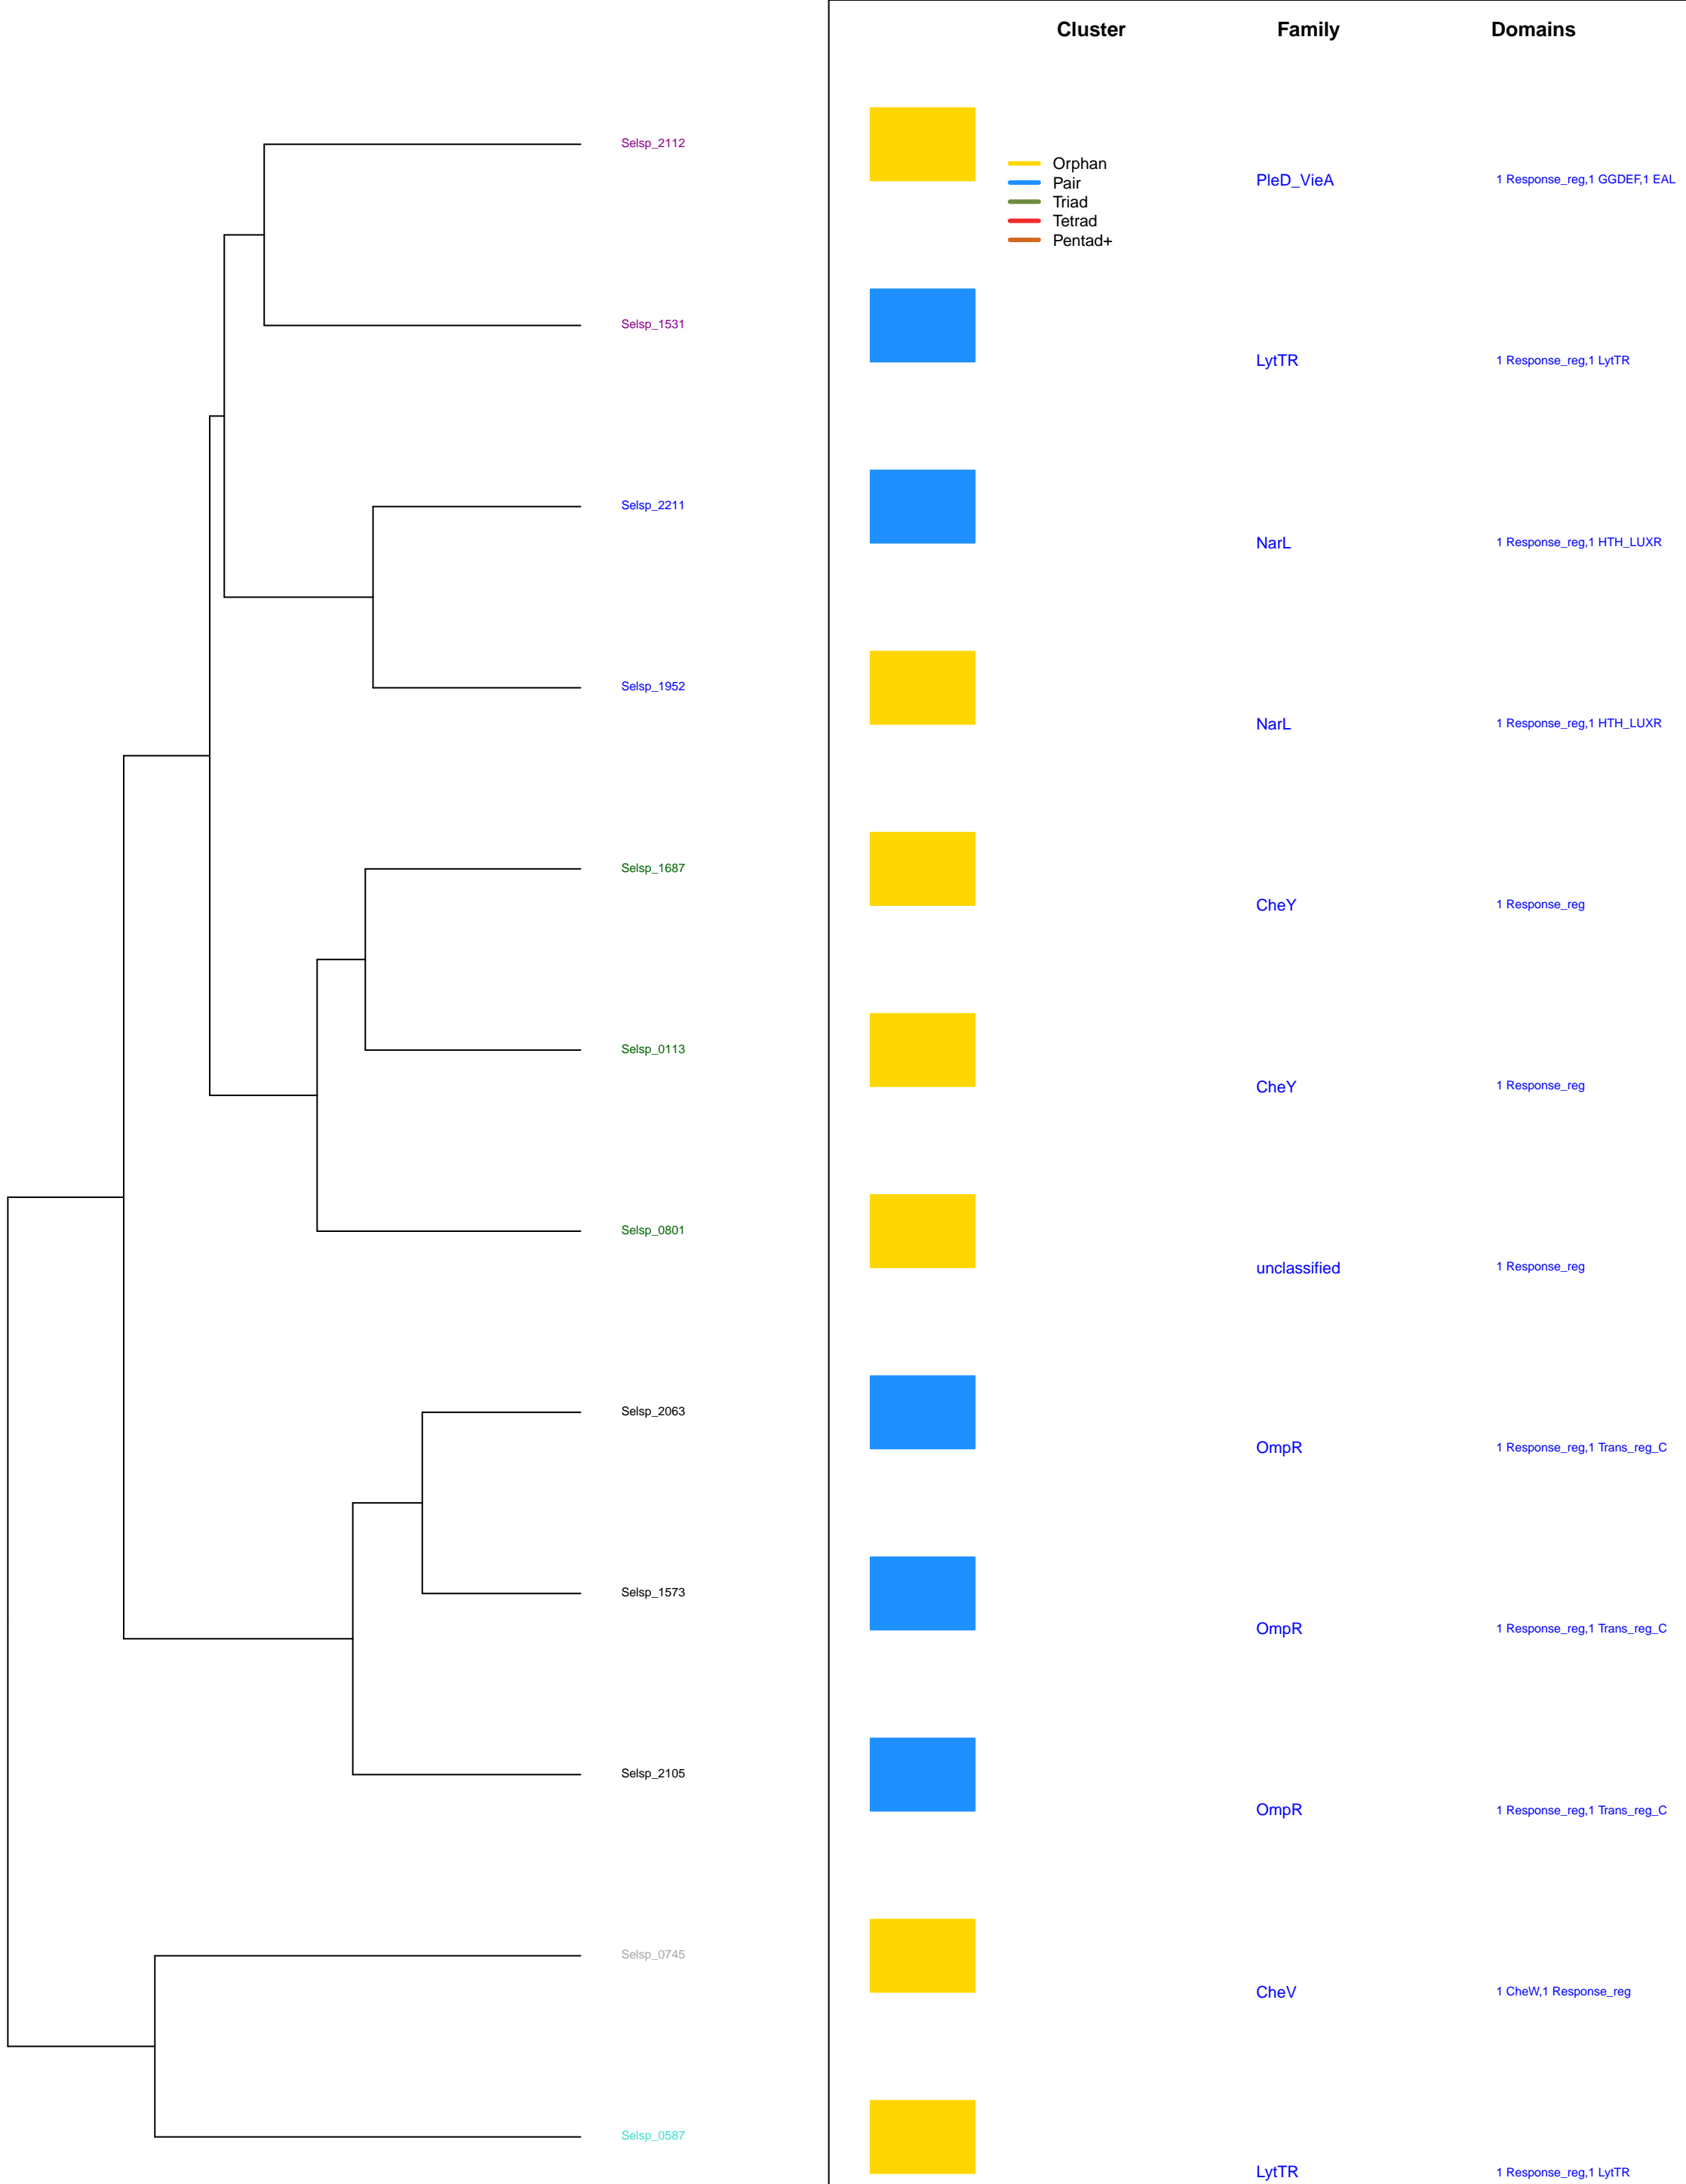 Cluster Family Domains
Selsp_2112
Orphan
Pair
Triad
Tetrad
Pentad+
PleD_VieA 1 Response_reg,1 GGDEF,1 EAL
Selsp_1531
LytTR 1 Response_reg,1 LytTR
Selsp_2211
NarL 1 Response_reg,1 HTH_LUXR
Selsp_1952
NarL 1 Response_reg,1 HTH_LUXR
Selsp_1687
CheY 1 Response_reg
Selsp_0113
CheY 1 Response_reg
Selsp_0801
unclassified 1 Response_reg
Selsp_2063
OmpR 1 Response_reg,1 Trans_reg_C
Selsp_1573
OmpR 1 Response_reg,1 Trans_reg_C
Selsp_2105
OmpR 1 Response_reg,1 Trans_reg_C
Selsp_0745
CheV 1 CheW,1 Response_reg
Selsp_0587
LytTR 1 Response_reg,1 LytTR